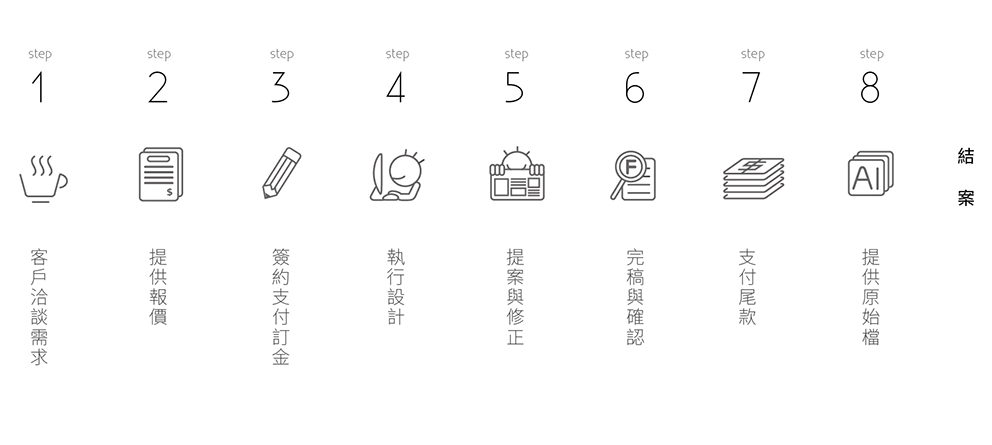 step
1
客戶洽談需求
step
2
$
提供報價
step
3
簽約支付訂金
step
4
執行設計
step
5
提案與修正
step
6
F
完稿與確認
step
7
$
支付尾款
step
8
AI
提供原始檔
結案